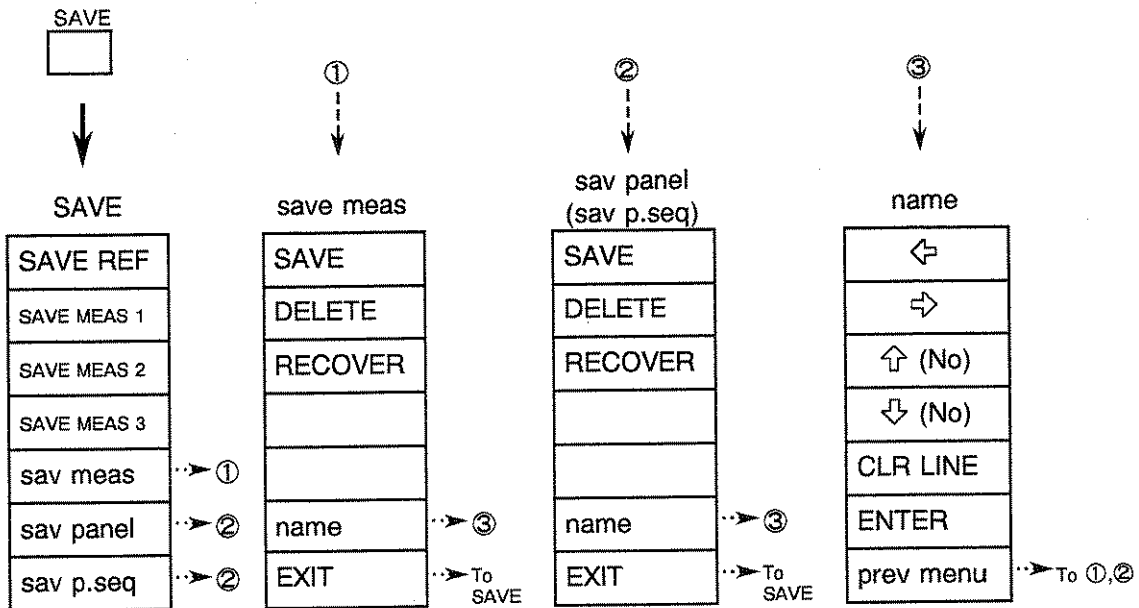 SAVE
①
②
③
SAVE
save meas
sav panel
(sav p.seq)
name
SAVE REF
SAVE MEAS 1
SAVE MEAS 2
SAVE MEAS 3
sav meas
①
sav panel
②
sav p.seq
②
SAVE
DELETE
RECOVER
name
③
EXIT
To
SAVE
SAVE
DELETE
RECOVER
name
③
EXIT
To
SAVE
⇦
⇨
⇧ (No)
⇩ (No)
CLR LINE
ENTER
prev menu
To ①,②